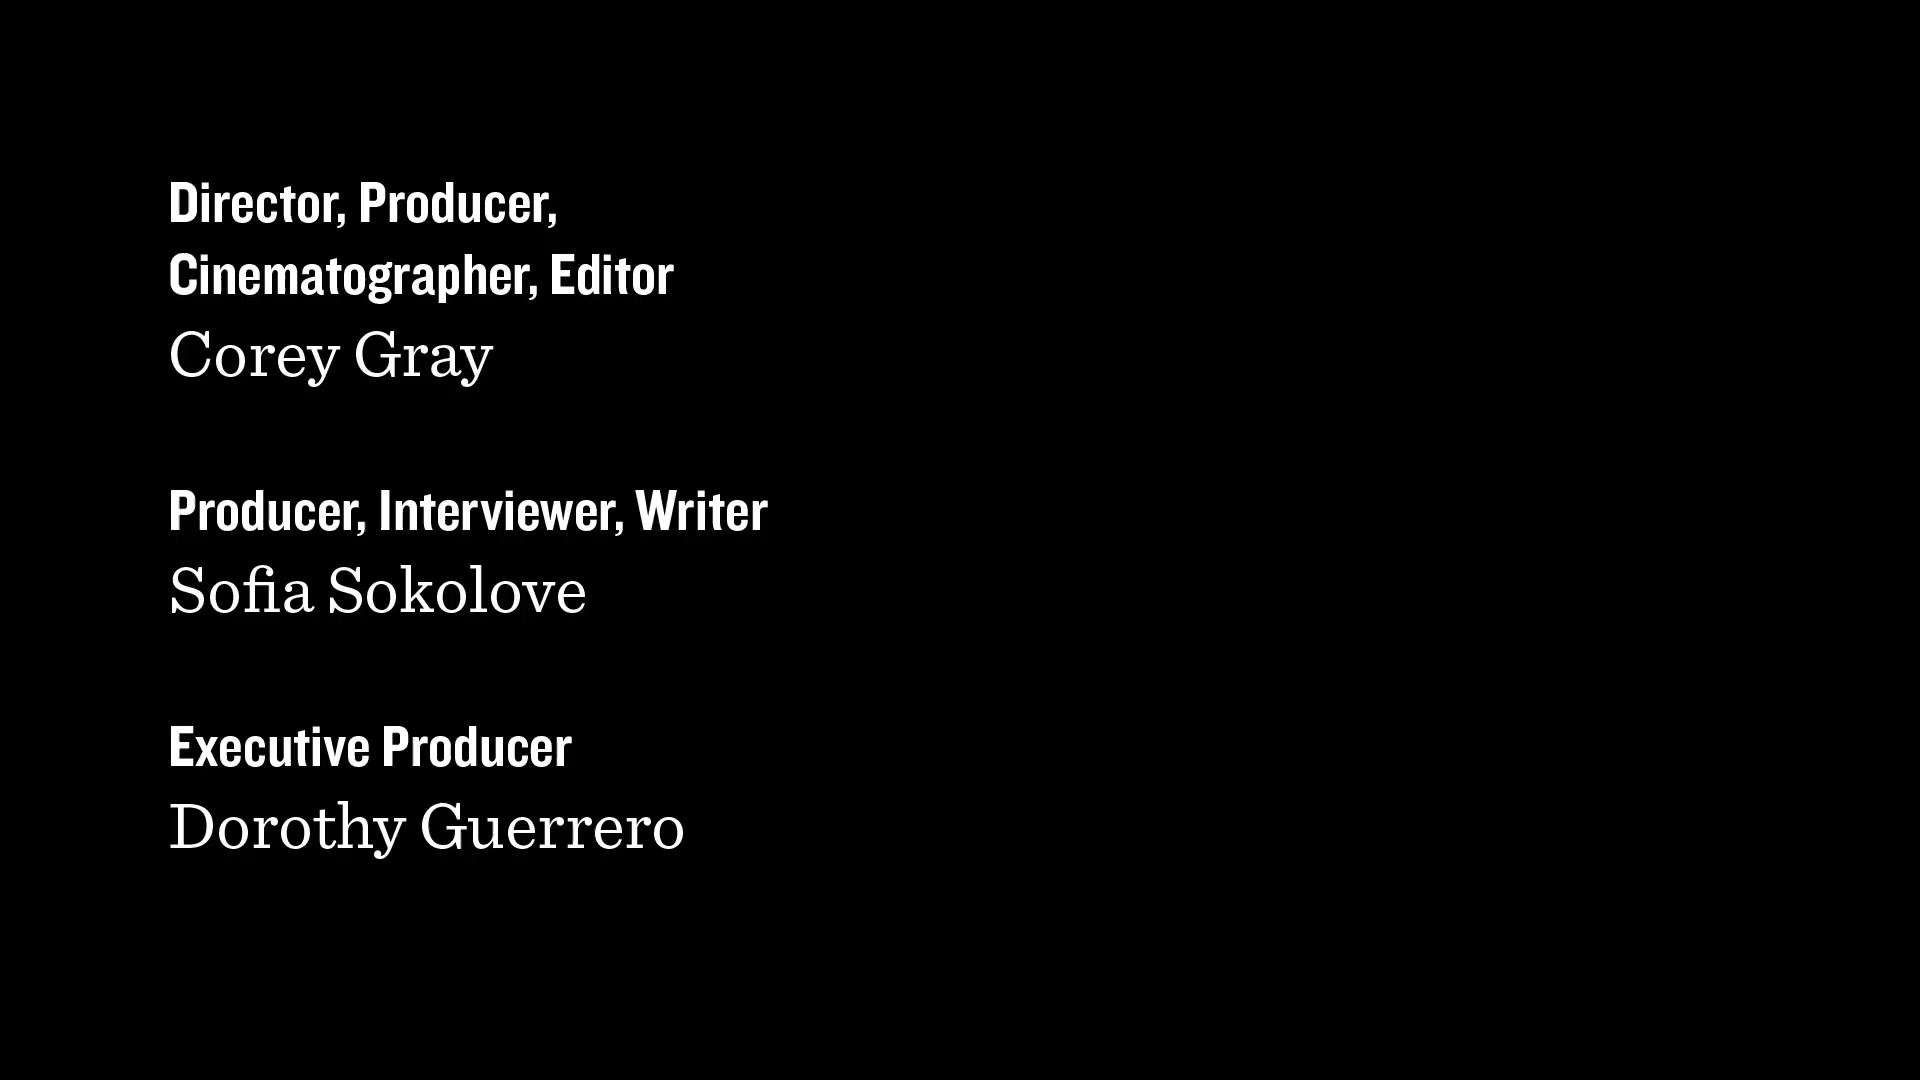 Director, Producer,
Cinematographer, Editor
Corey Gray
Producer, Interviewer, Writer
Sofia Sokolove
Executive Producer
Dorothy Guerrero